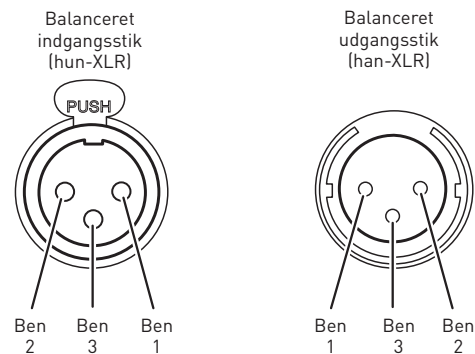 Balanceret
indgangsstik
(hun-XLR)
PUSH
Ben
2
Ben
3
Ben
1
Balanceret
udgangsstik
(han-XLR)
Ben
1
Ben
3
Ben
2